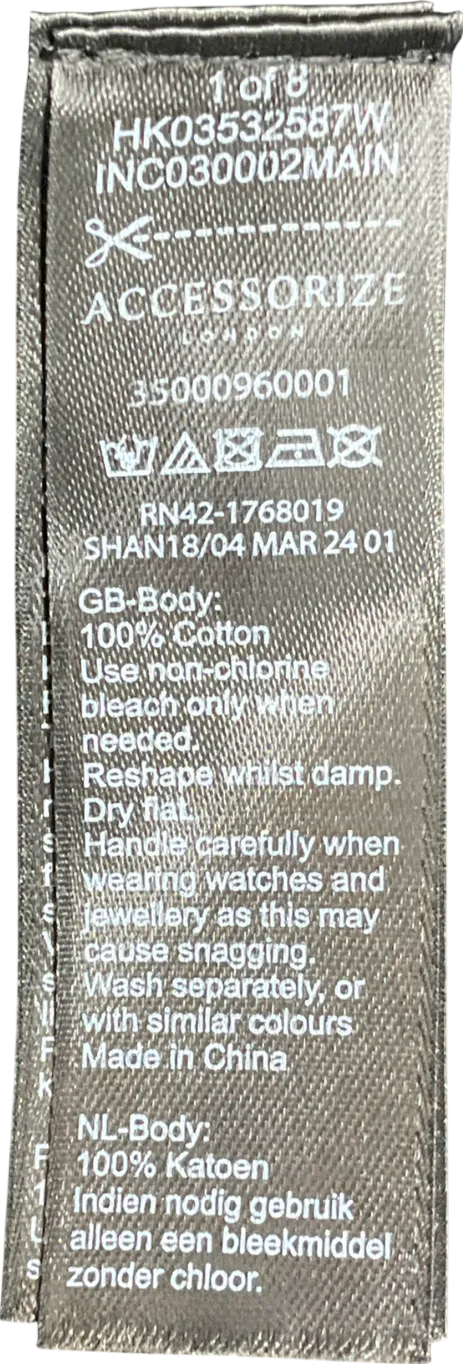 1 of 8
HK03532587W
INC030002MAIN
ACCESSORIZE
LONDON
35000960001
RN42-1768019
SHAN18/04 MAR 24 01
GB-Body:
100% Cotton
Use non-chlorine
bleach only when
needed.
Reshape whilst damp.
Dry flat.
Handle carefully when
wearing watches and
jewellery as this may
cause snagging.
Wash separately, or
with similar colours
Made in China
NL-Body:
100% Katoen
Indien nodig gebruik
alleen een bleekmiddel
zonder chloor.